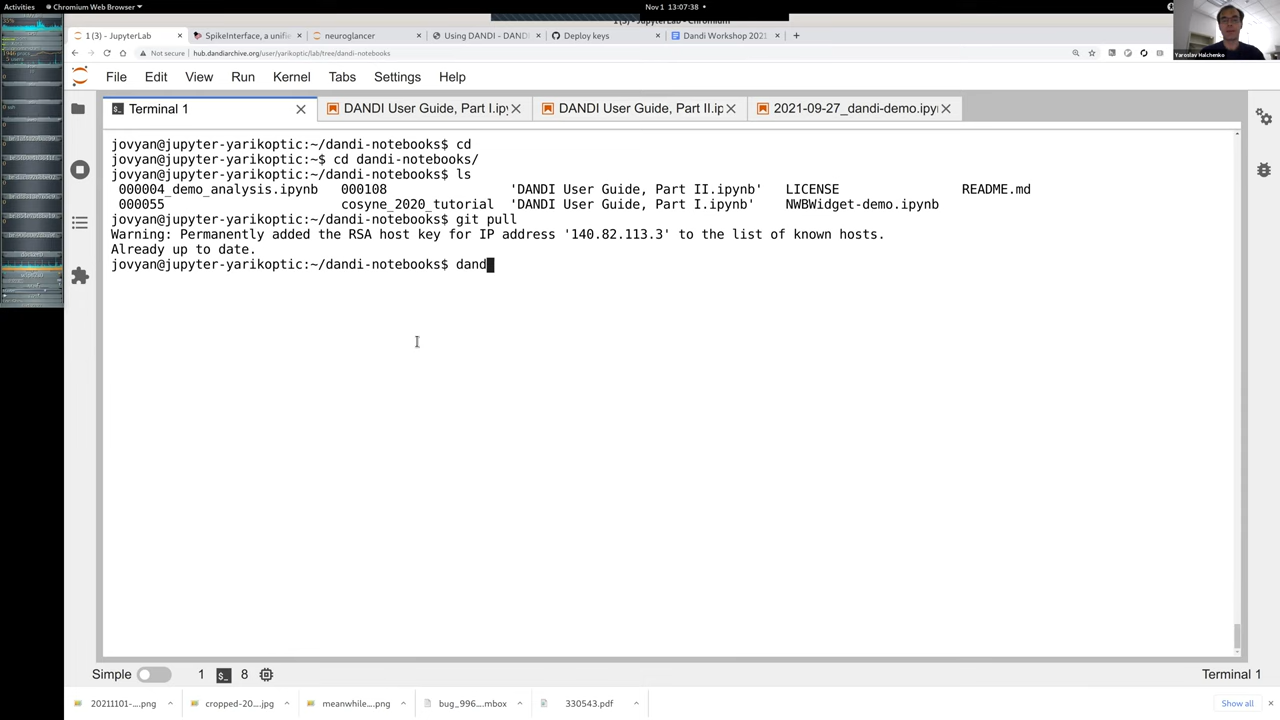 Activities
Chromium Web Browser
Nov 1 13:07:38
1 (3) - JupyterLab - Chromium
1 (3) - JupyterLab
SpikeInterface, a unifi
neuroglancer
Using DANDI - DAND
Deploy keys
Dandi Workshop 2021
Not secure
hub.dandiarchive.org/user/yarikoptic/lab/tree/dandi-notebooks
Yaroslav Halchenko
File Edit View Run Kernel Tabs Settings Help
Terminal 1
DANDI User Guide, Part I.ipy
DANDI User Guide, Part II.ip
2021-09-27_dandi-demo.ipy
jovyan@jupyter-yarikoptic:~/dandi-notebooks$ cd
jovyan@jupyter-yarikoptic:~$ cd dandi-notebooks/
jovyan@jupyter-yarikoptic:~/dandi-notebooks$ ls
000004_demo_analysis.ipynb 000108 'DANDI User Guide, Part II.ipynb' LICENSE README.md
000055 cosyne_2020_tutorial 'DANDI User Guide, Part I.ipynb' NWBWidget-demo.ipynb
jovyan@jupyter-yarikoptic:~/dandi-notebooks$ git pull
Warning: Permanently added the RSA host key for IP address '140.82.113.3' to the list of known hosts.
Already up to date.
jovyan@jupyter-yarikoptic:~/dandi-notebooks$
Simple
1
8
Terminal 1
20211101-....png
cropped-20....jpg
meanwhile....png
bug_996....mbox
330543.pdf
Show all